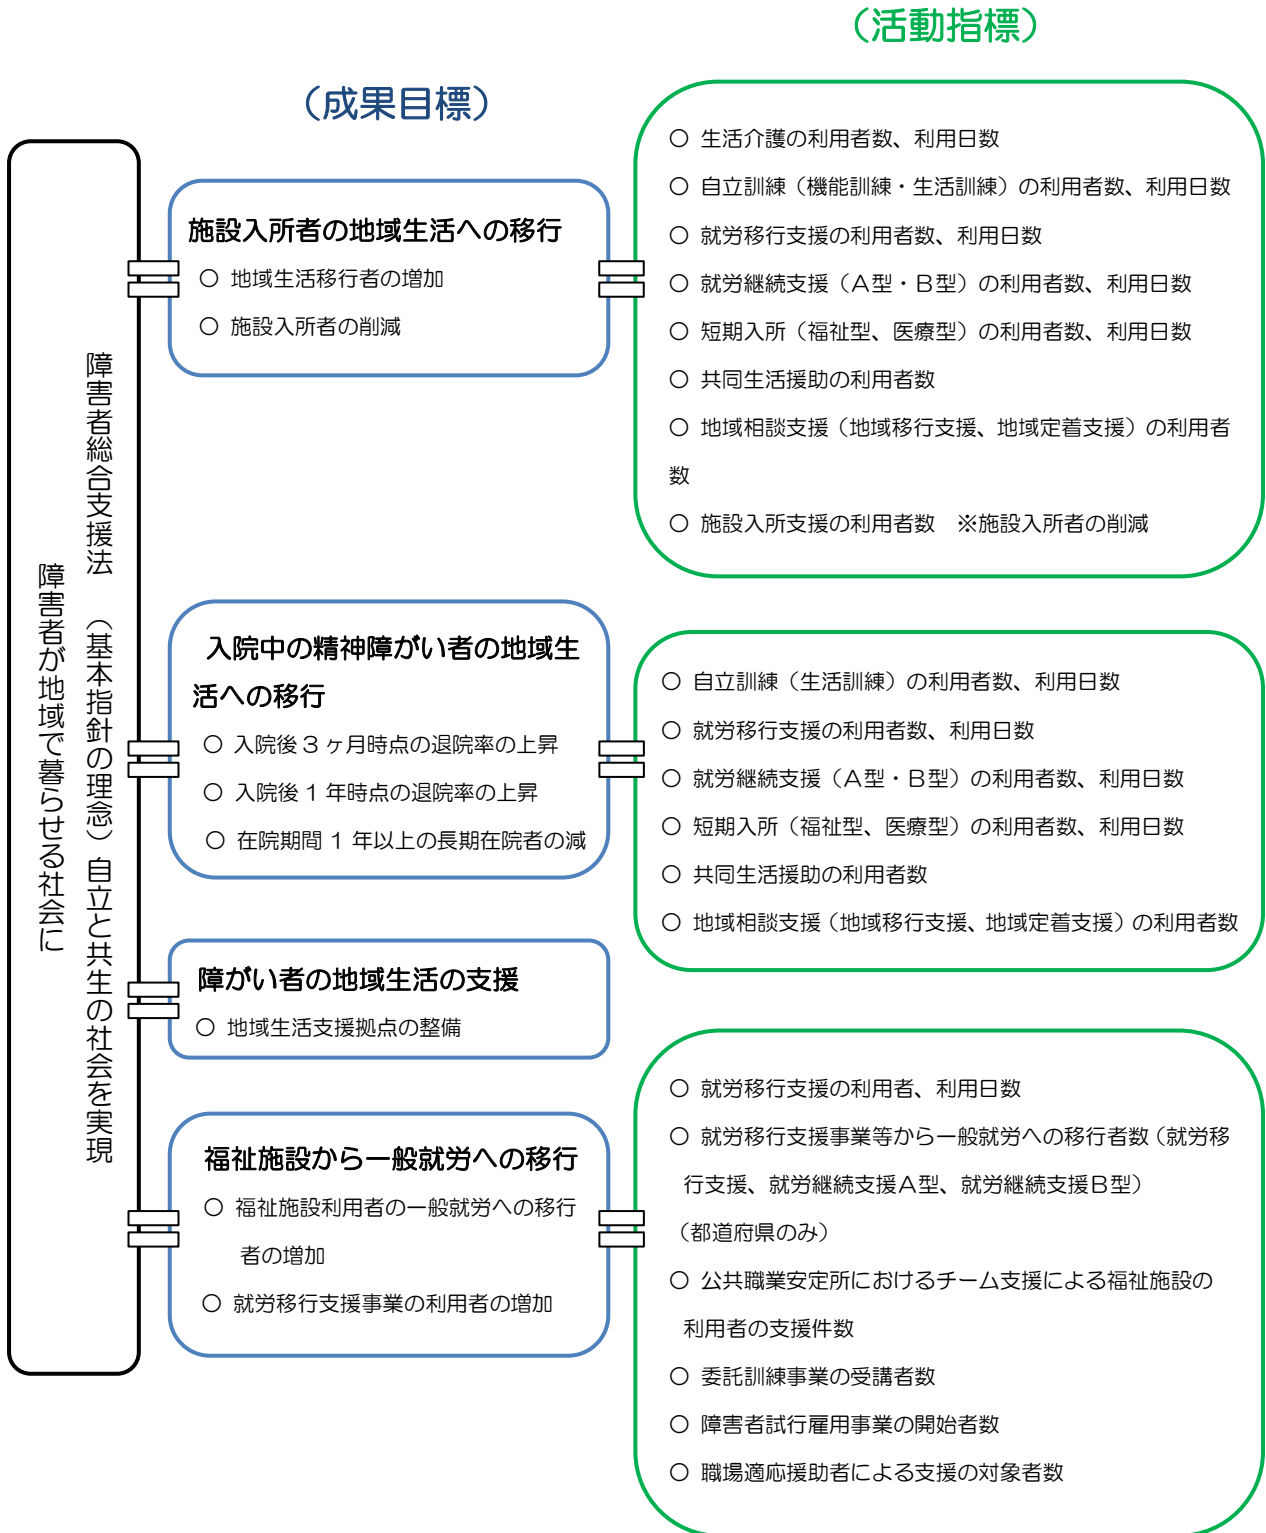 （活動指標）
（成果目標）
障害者総合支援法　（基本指針の理念）自立と共生の社会を実現
障害者が地域で暮らせる社会に
施設入所者の地域生活への移行
○ 地域生活移行者の増加
○ 施設入所者の削減
○ 生活介護の利用者数、利用日数
○ 自立訓練（機能訓練・生活訓練）の利用者数、利用日数
○ 就労移行支援の利用者数、利用日数
○ 就労継続支援（Ａ型・Ｂ型）の利用者数、利用日数
○ 短期入所（福祉型、医療型）の利用者数、利用日数
○ 共同生活援助の利用者数
○ 地域相談支援（地域移行支援、地域定着支援）の利用者
数
○ 施設入所支援の利用者数　※施設入所者の削減
入院中の精神障がい者の地域生
活への移行
○ 入院後３ヶ月時点の退院率の上昇
○ 入院後１年時点の退院率の上昇
○ 在院期間１年以上の長期在院者の減
○ 自立訓練（生活訓練）の利用者数、利用日数
○ 就労移行支援の利用者数、利用日数
○ 就労継続支援（Ａ型・Ｂ型）の利用者数、利用日数
○ 短期入所（福祉型、医療型）の利用者数、利用日数
○ 共同生活援助の利用者数
○ 地域相談支援（地域移行支援、地域定着支援）の利用者数
障がい者の地域生活の支援
○ 地域生活支援拠点の整備
福祉施設から一般就労への移行
○ 福祉施設利用者の一般就労への移行
者の増加
○ 就労移行支援事業の利用者の増加
○ 就労移行支援の利用者、利用日数
○ 就労移行支援事業等から一般就労への移行者数（就労移
行支援、就労継続支援Ａ型、就労継続支援Ｂ型）
（都道府県のみ）
○ 公共職業安定所におけるチーム支援による福祉施設の
利用者の支援件数
○ 委託訓練事業の受講者数
○ 障害者試行雇用事業の開始者数
○ 職場適応援助者による支援の対象者数